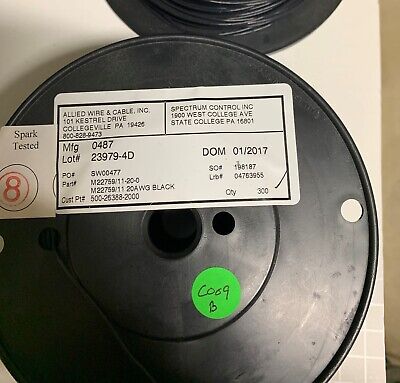 ALLIED WIRE & CABLE, INC.
101 KESTREL DRIVE
COLLEGEVILLE PA 19426
800-828-9473
SPECTRUM CONTROL INC
1900 WEST COLLEGE AVE
STATE COLLEGE PA 16801
Spark
Tested
8
Mfg 0487
Lot# 23979-4D
DOM 01/2017
PO# SW00477
SO# 198187
Part# M22759/11-20-0
Lrb# 04763955
M22759/11 20AWG BLACK
Cust Pt# 500-26388-2000
Qty 300
C009
B